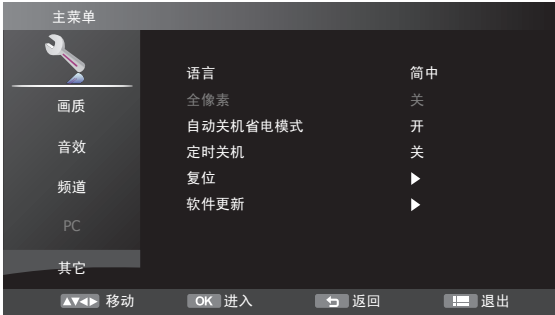 主菜单
画质
音效
频道
PC
其它
语言 简中
全像素 关
自动关机省电模式 开
定时关机 关
复位 ▶
软件更新 ▶
▲▼◀▶ 移动 OK 进入 返回 退出